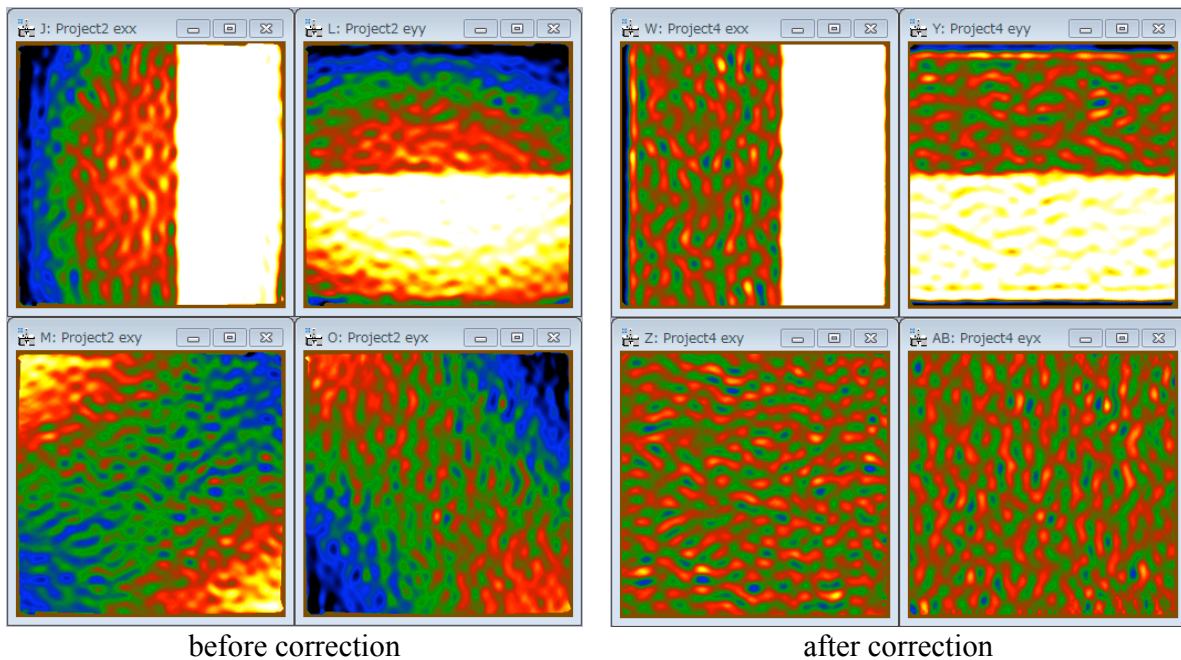 J: Project2 exx
L: Project2 eyy
W: Project4 exx
Y: Project4 eyy
M: Project2 exy
O: Project2 eyx
Z: Project4 exy
AB: Project4 eyx
before correction
after correction